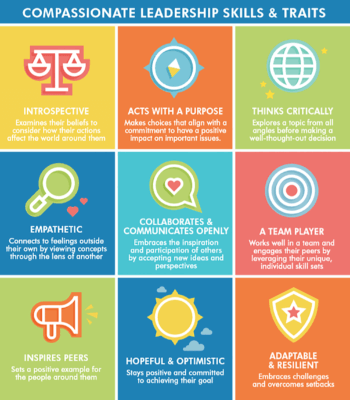 COMPASSIONATE LEADERSHIP SKILLS & TRAITS
INTROSPECTIVE
Examines their beliefs to
consider how their actions
affect the world around them
ACTS WITH A PURPOSE
Makes choices that align with a
commitment to have a positive
impact on important issues.
THINKS CRITICALLY
Explores a topic from all
angles before making a
well-thought-out decision
EMPATHETIC
Connects to feelings outside
their own by viewing concepts
through the lens of another
COLLABORATES &
COMMUNICATES OPENLY
Embraces the inspiration
and participation of others
by accepting new ideas and
perspectives
A TEAM PLAYER
Works well in a team and
engages their peers by
leveraging their unique,
individual skill sets
INSPIRES PEERS
Sets a positive example for
the people around them
HOPEFUL & OPTIMISTIC
Stays positive and committed
to achieving their goal
ADAPTABLE
& RESILIENT
Embraces challenges
and overcomes setbacks